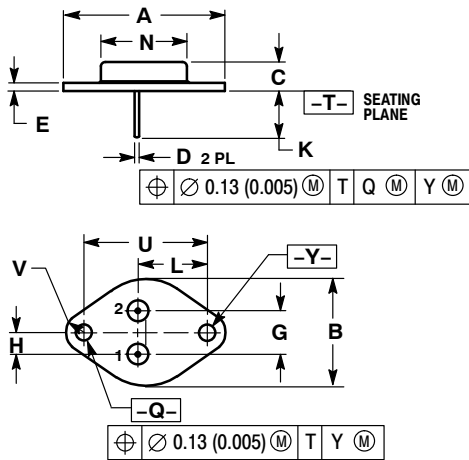 A
N
C
E
–T– SEATING PLANE
K
D 2 PL
⌖ ∅ 0.13 (0.005) Ⓜ T Q Ⓜ Y Ⓜ
U
V
L
–Y–
2
G
B
H
1
–Q–
⌖ ∅ 0.13 (0.005) Ⓜ T Y Ⓜ